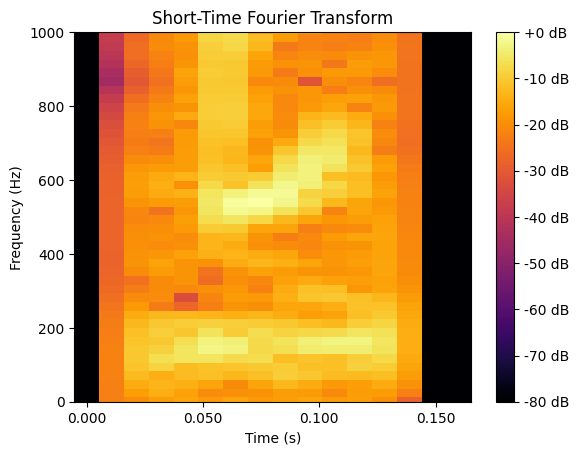 Short-Time Fourier Transform
1000
800
600
400
200
0
Frequency (Hz)
0.000
0.050
0.100
0.150
Time (s)
+0 dB
-10 dB
-20 dB
-30 dB
-40 dB
-50 dB
-60 dB
-70 dB
-80 dB